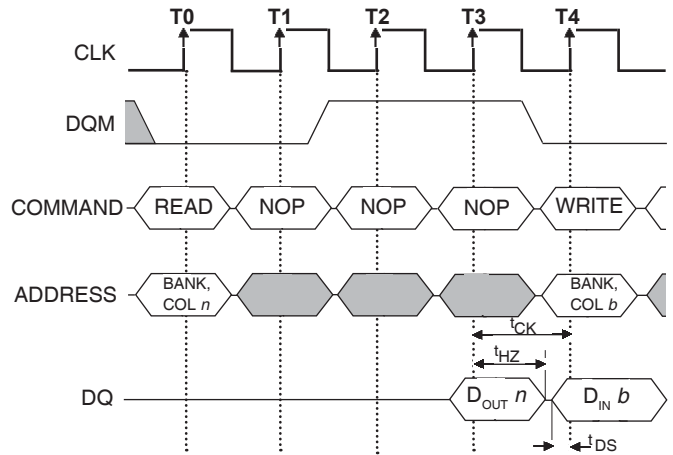 T0 T1 T2 T3 T4
CLK
DQM
COMMAND READ NOP NOP NOP WRITE
ADDRESS BANK, COL n BANK, COL b
tCK
tHZ
DQ DOUT n DIN b
tDS